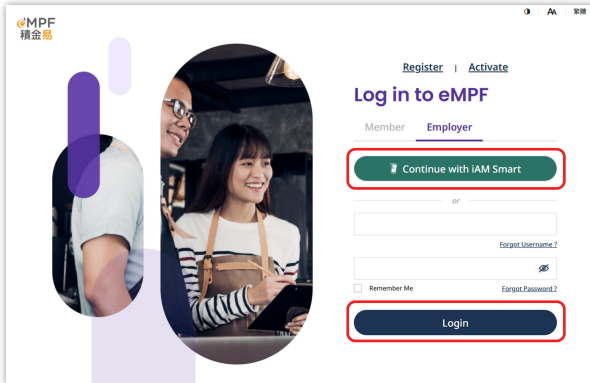 eMPF
積金易
AA
繁體
Register | Activate
Log in to eMPF
Member Employer
Continue with iAM Smart
or
Forgot Username ?
Remember Me Forgot Password ?
Login